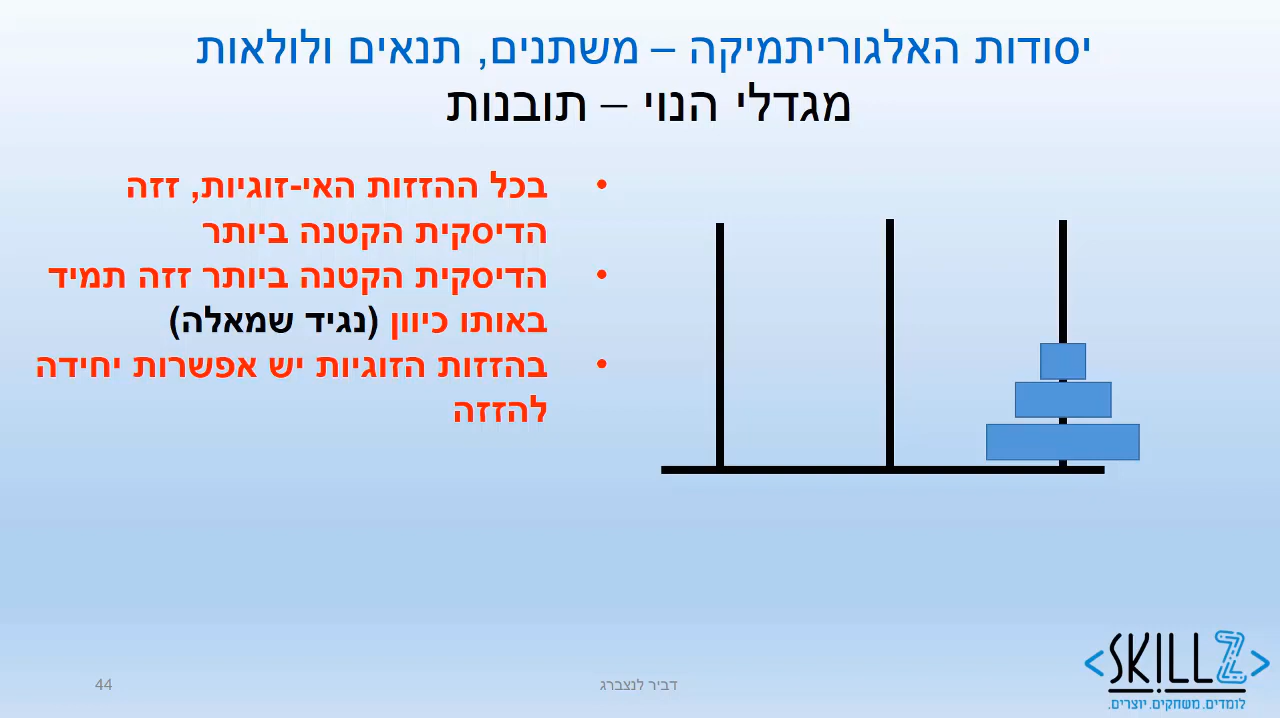 יסודות האלגוריתמיקה – משתנים, תנאים ולולאות
מגדלי הנוי – תובנות
• בכל ההזזות האי-זוגיות, זזה
הדיסקית הקטנה ביותר
• הדיסקית הקטנה ביותר זזה תמיד
באותו כיוון (נגיד שמאלה)
• בהזזות הזוגיות יש אפשרות יחידה
להזזה
44
דביר לנצברג
<SKILLZ>
לומדים. משחקים. יוצרים.